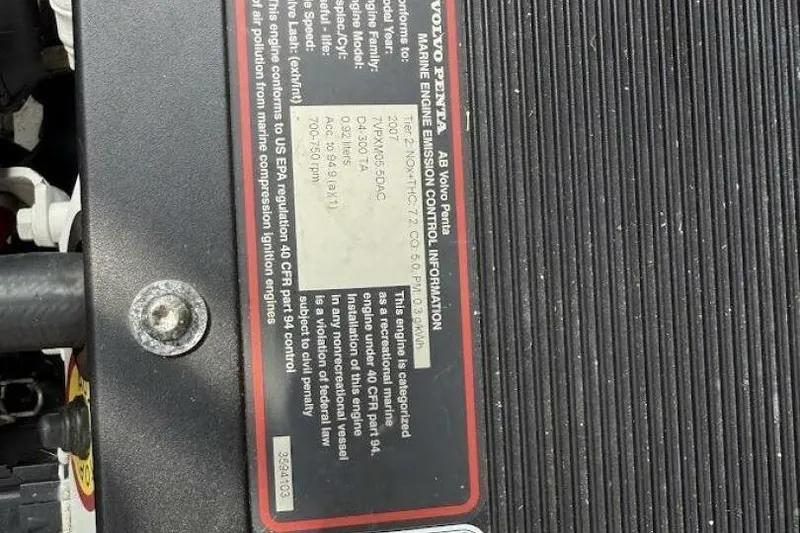 VOLVO PENTA AB Volvo Penta
MARINE ENGINE EMISSION CONTROL INFORMATION
onforms to: Tier 2: NOx+THC: 7.2 CO: 5.0, PM: 0.3 g/kWh
odel Year: 2007
ngine Family: 7VPXM05.5DAC
ngine Model: D4-300 TA
splac./Cyl: 0.92 liters
seful - life: Acc. to 94.9 (a)(1)
le Speed: 700-750 rpm
lve Lash: (exh/int)
This engine is categorized
as a recreational marine
engine under 40 CFR part 94.
Installation of this engine
in any nonrecreational vessel
is a violation of federal law
subject to civil penalty
This engine conforms to US EPA regulation 40 CFR part 94 control
of air pollution from marine compression ignition engines
3594103